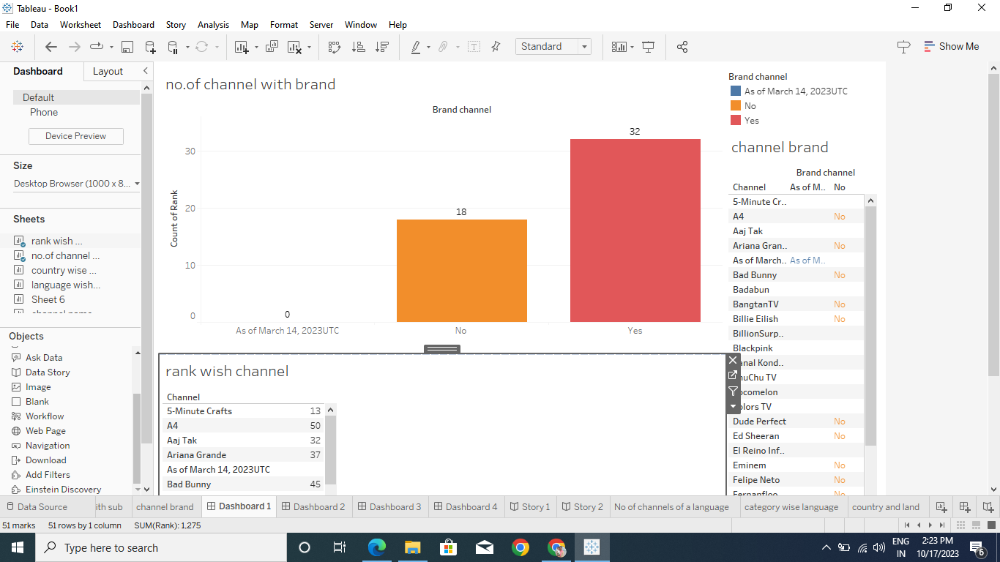 Tableau - Book1
File Data Worksheet Dashboard Story Analysis Map Format Server Window Help
Standard
Show Me
Dashboard Layout
Default
Phone
Device Preview
Size
Desktop Browser (1000 x 8...
Sheets
rank wish ...
no.of channel ...
country wise ...
language wish...
Sheet 6
Objects
Ask Data
Data Story
Image
Blank
Workflow
Web Page
Navigation
Download
Add Filters
Einstein Discovery
no.of channel with brand
Brand channel
Count of Rank
30
20
10
0
0
18
32
As of March 14, 2023UTC No Yes
rank wish channel
Channel
5-Minute Crafts 13
A4 50
Aaj Tak 32
Ariana Grande 37
As of March 14, 2023UTC
Bad Bunny 45
Brand channel
As of March 14, 2023UTC
No
Yes
channel brand
Brand channel
Channel As of M.. No
5-Minute Cr..
A4 No
Aaj Tak
Ariana Gran.. No
As of March.. As of M..
Bad Bunny No
Badabun
BangtanTV No
Billie Eilish No
BillionSurp..
Blackpink
anal Kond..
huChu TV
ocomelon
olors TV
Dude Perfect No
Ed Sheeran No
El Reino Inf..
Eminem No
Felipe Neto No
Data Source ith sub channel brand Dashboard 1 Dashboard 2 Dashboard 3 Dashboard 4 Story 1 Story 2 No of channels of a language category wise language country and land
51 marks 51 rows by 1 column SUM(Rank): 1,275
Type here to search
ENG
IN
2:23 PM
10/17/2023
6